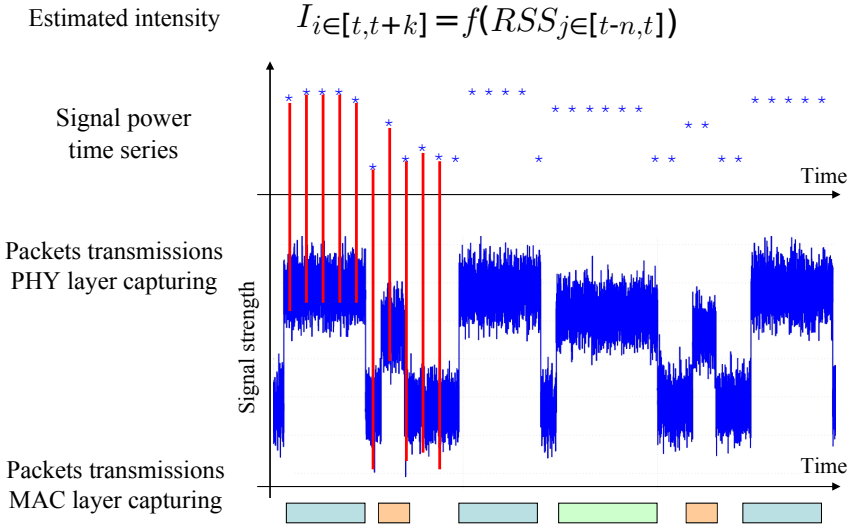 Estimated intensity
I_{i∈[t,t+k]} = f(RSS_{j∈[t-n,t]})
Signal power
time series
Time
Packets transmissions
PHY layer capturing
Signal strength
Packets transmissions
MAC layer capturing
Time